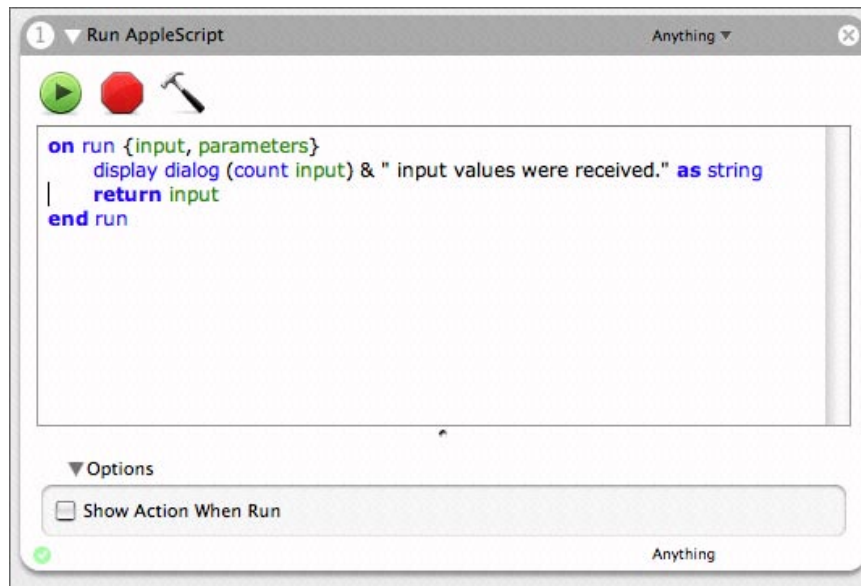 1 Run AppleScript Anything
on run {input, parameters}
display dialog (count input) & " input values were received." as string
return input
end run
Options
Show Action When Run
Anything